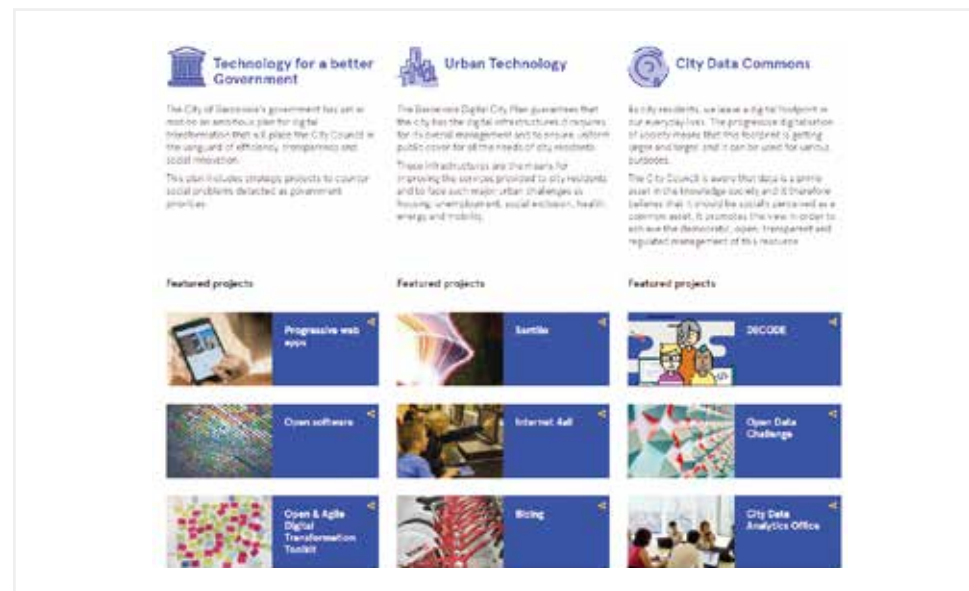 Technology for a better
Government
The City of Barcelona's government has set in
motion an ambitious plan for digital
transformation that will place the City Council in
the vanguard of efficiency, transparency and
social innovation.
This plan includes strategic projects to counter
social problems detected as government
priorities.
Featured projects
Progressive web
apps
Open software
Open & Agile
Digital
Transformation
Toolkit
Urban Technology
The Barcelona Digital City Plan guarantees that
the city has the digital infrastructures it requires
for its overall management and to ensure uniform
public cover for all the needs of city residents.
These infrastructures are the means for
improving the services provided to city residents
and to face such major urban challenges as
housing, unemployment, social exclusion, health,
energy and mobility.
Featured projects
Sentilo
Internet 4all
Bicing
City Data Commons
As city residents, we leave a digital footprint in
our everyday lives. The progressive digitalisation
of society means that this footprint is getting
larger and larger and it can be used for various
purposes.
The City Council is aware that data is a prime
asset in the knowledge society and it therefore
believes that it should be socially perceived as a
common asset. It promotes this view in order to
achieve the democratic, open, transparent and
regulated management of this resource.
Featured projects
DECODE
Open Data
Challenge
City Data
Analytics Office